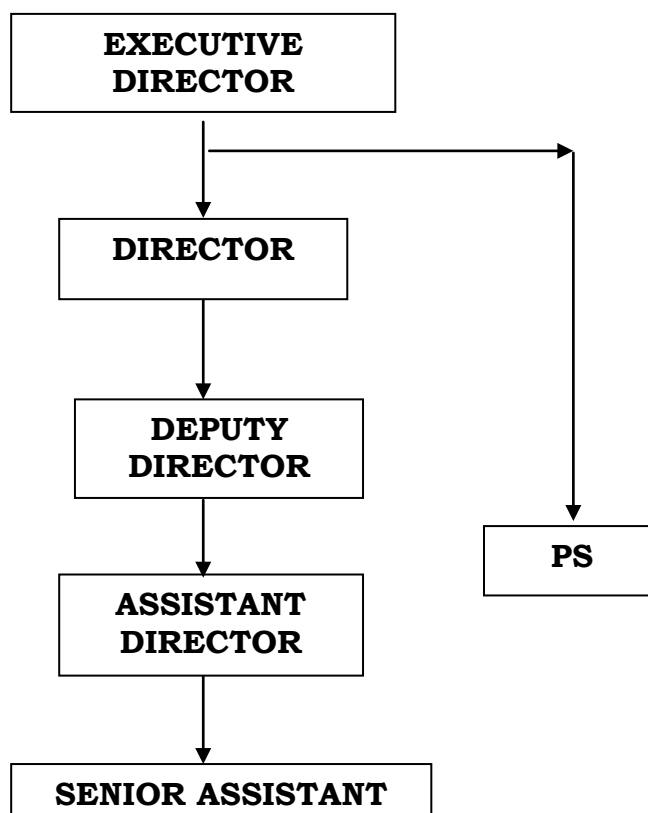 EXECUTIVE
DIRECTOR
DIRECTOR
DEPUTY
DIRECTOR
PS
ASSISTANT
DIRECTOR
SENIOR ASSISTANT